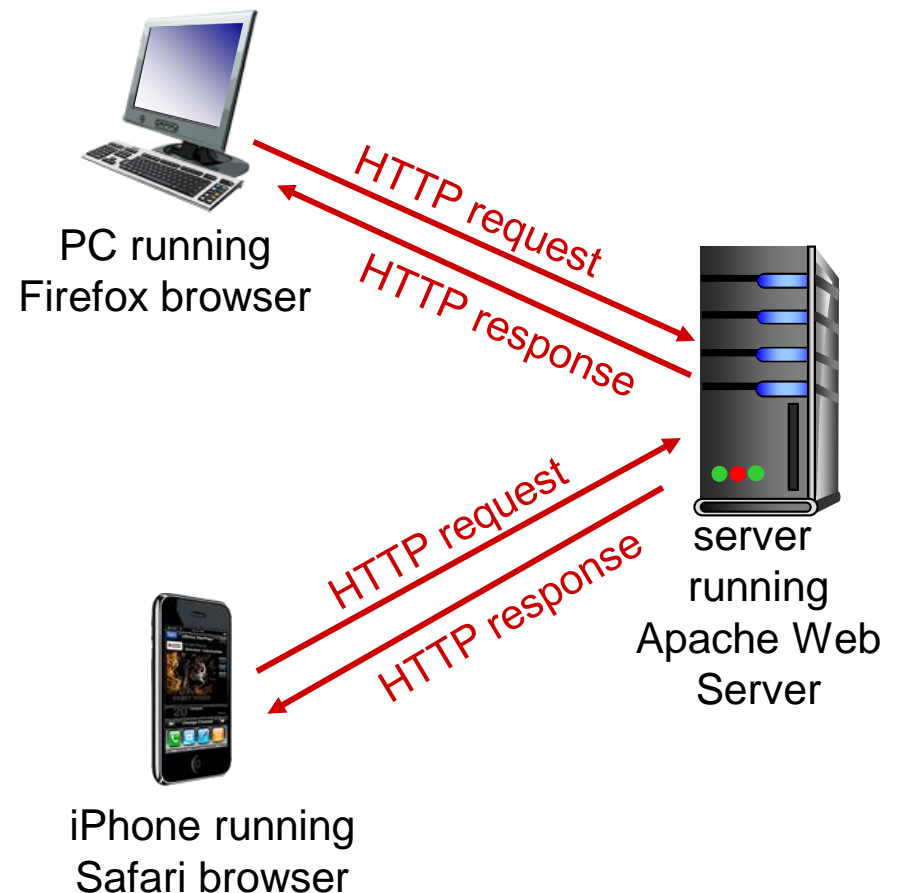 HTTP request
HTTP response
PC running
Firefox browser
HTTP request
HTTP response
server
running
Apache Web
Server
iPhone running
Safari browser